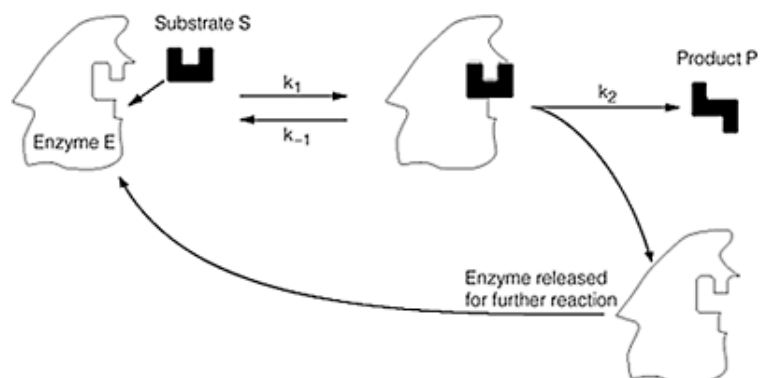 Substrate S
Product P
k1
k2
k–1
Enzyme E
Enzyme released
for further reaction